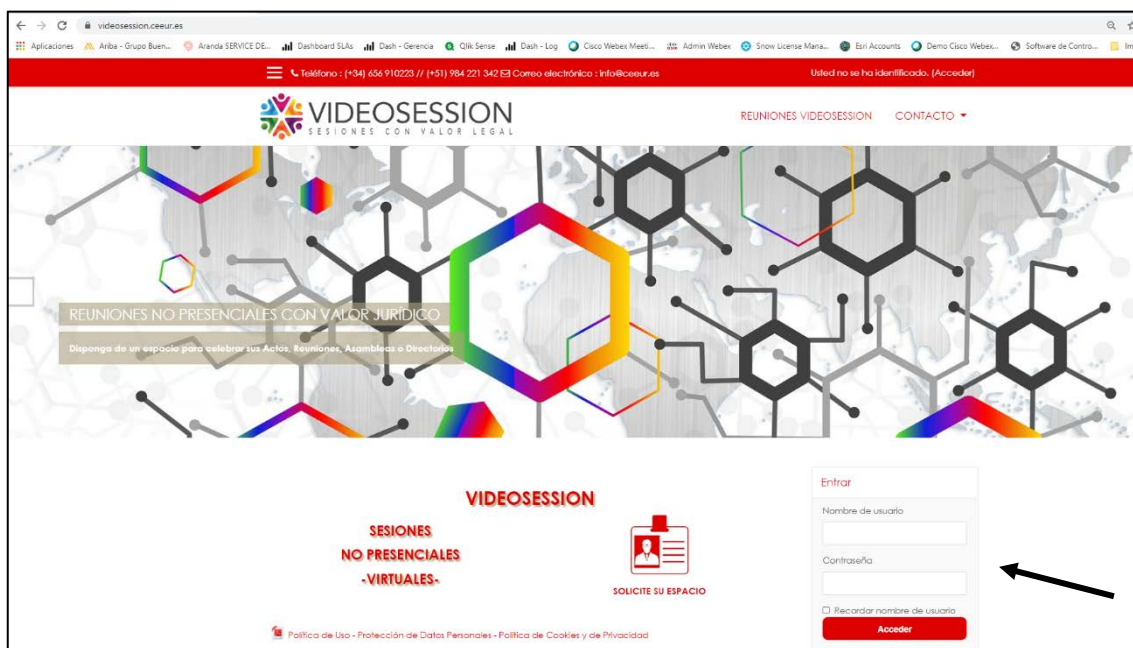 videosession.ceeur.es
Aplicaciones Ariba - Grupo Buen... Aranda SERVICE DE... Dashboard SLAs Dash - Gerencia Qlik Sense Dash - Log Cisco Webex Meeti... Admin Webex Snow License Mana... Esri Accounts Demo Cisco Webex... Software de Contro... Im
Teléfono : (+34) 656 910223 // (+51) 984 221 342 Correo electrónico : info@ceeur.es Usted no se ha identificado. (Acceder)
VIDEOSESSION
SESIONES CON VALOR LEGAL
REUNIONES VIDEOSESSION CONTACTO
REUNIONES NO PRESENCIALES CON VALOR JURÍDICO
Disponga de un espacio para celebrar sus Actos, Reuniones, Asambleas o Directorios
VIDEOSESSION
SESIONES
NO PRESENCIALES
-VIRTUALES-
SOLICITE SU ESPACIO
Entrar
Nombre de usuario
Contraseña
Recordar nombre de usuario
Acceder
Política de Uso - Protección de Datos Personales - Política de Cookies y de Privacidad